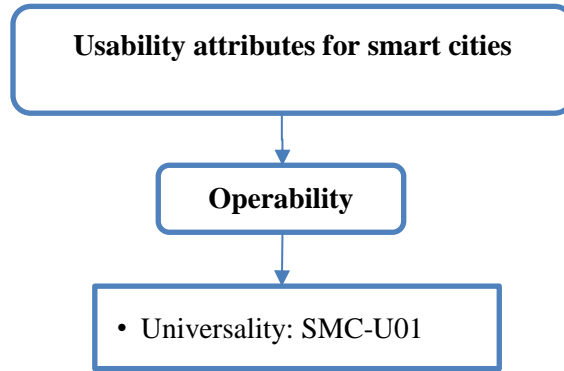 Usability attributes for smart cities
Operability
• Universality: SMC-U01